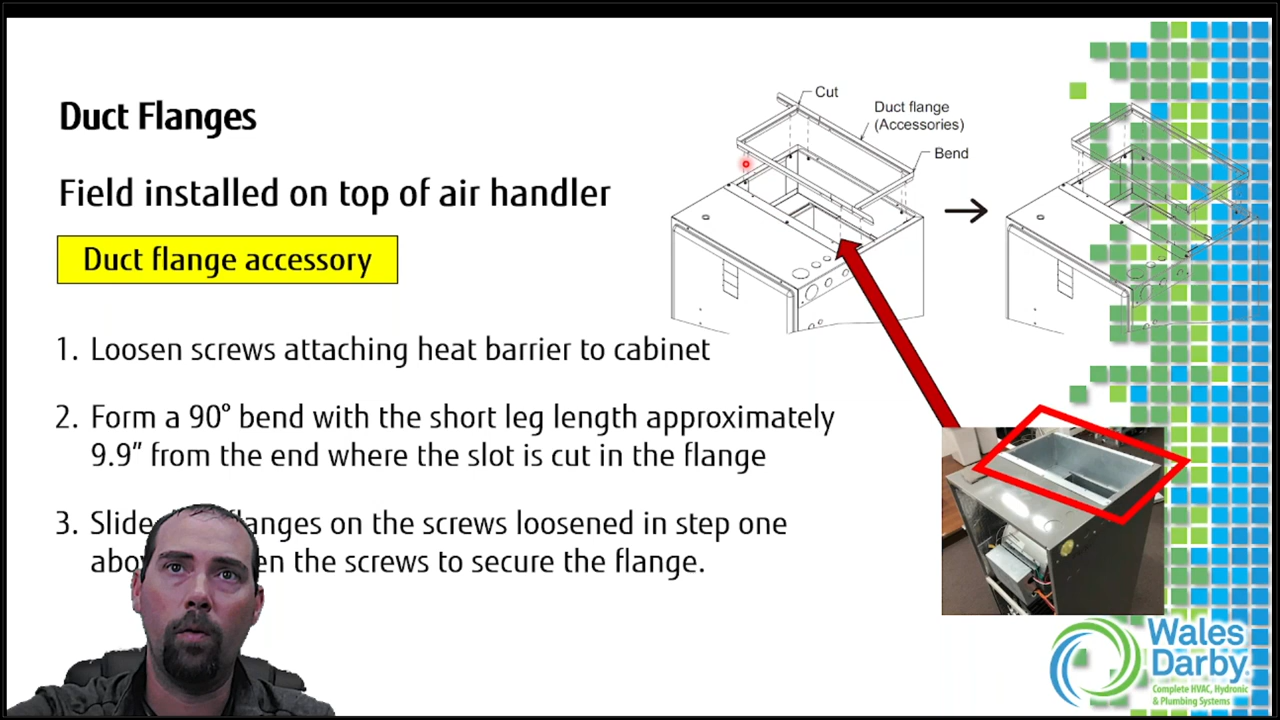 Duct Flanges
Field installed on top of air handler
Duct flange accessory
1. Loosen screws attaching heat barrier to cabinet
2. Form a 90° bend with the short leg length approximately
9.9” from the end where the slot is cut in the flange
3. Slide flanges on the screws loosened in step one
the screws to secure the flange.
Cut
Duct flange
(Accessories)
Bend
Wales
Darby
Complete HVAC, Hydronic
& Plumbing Systems